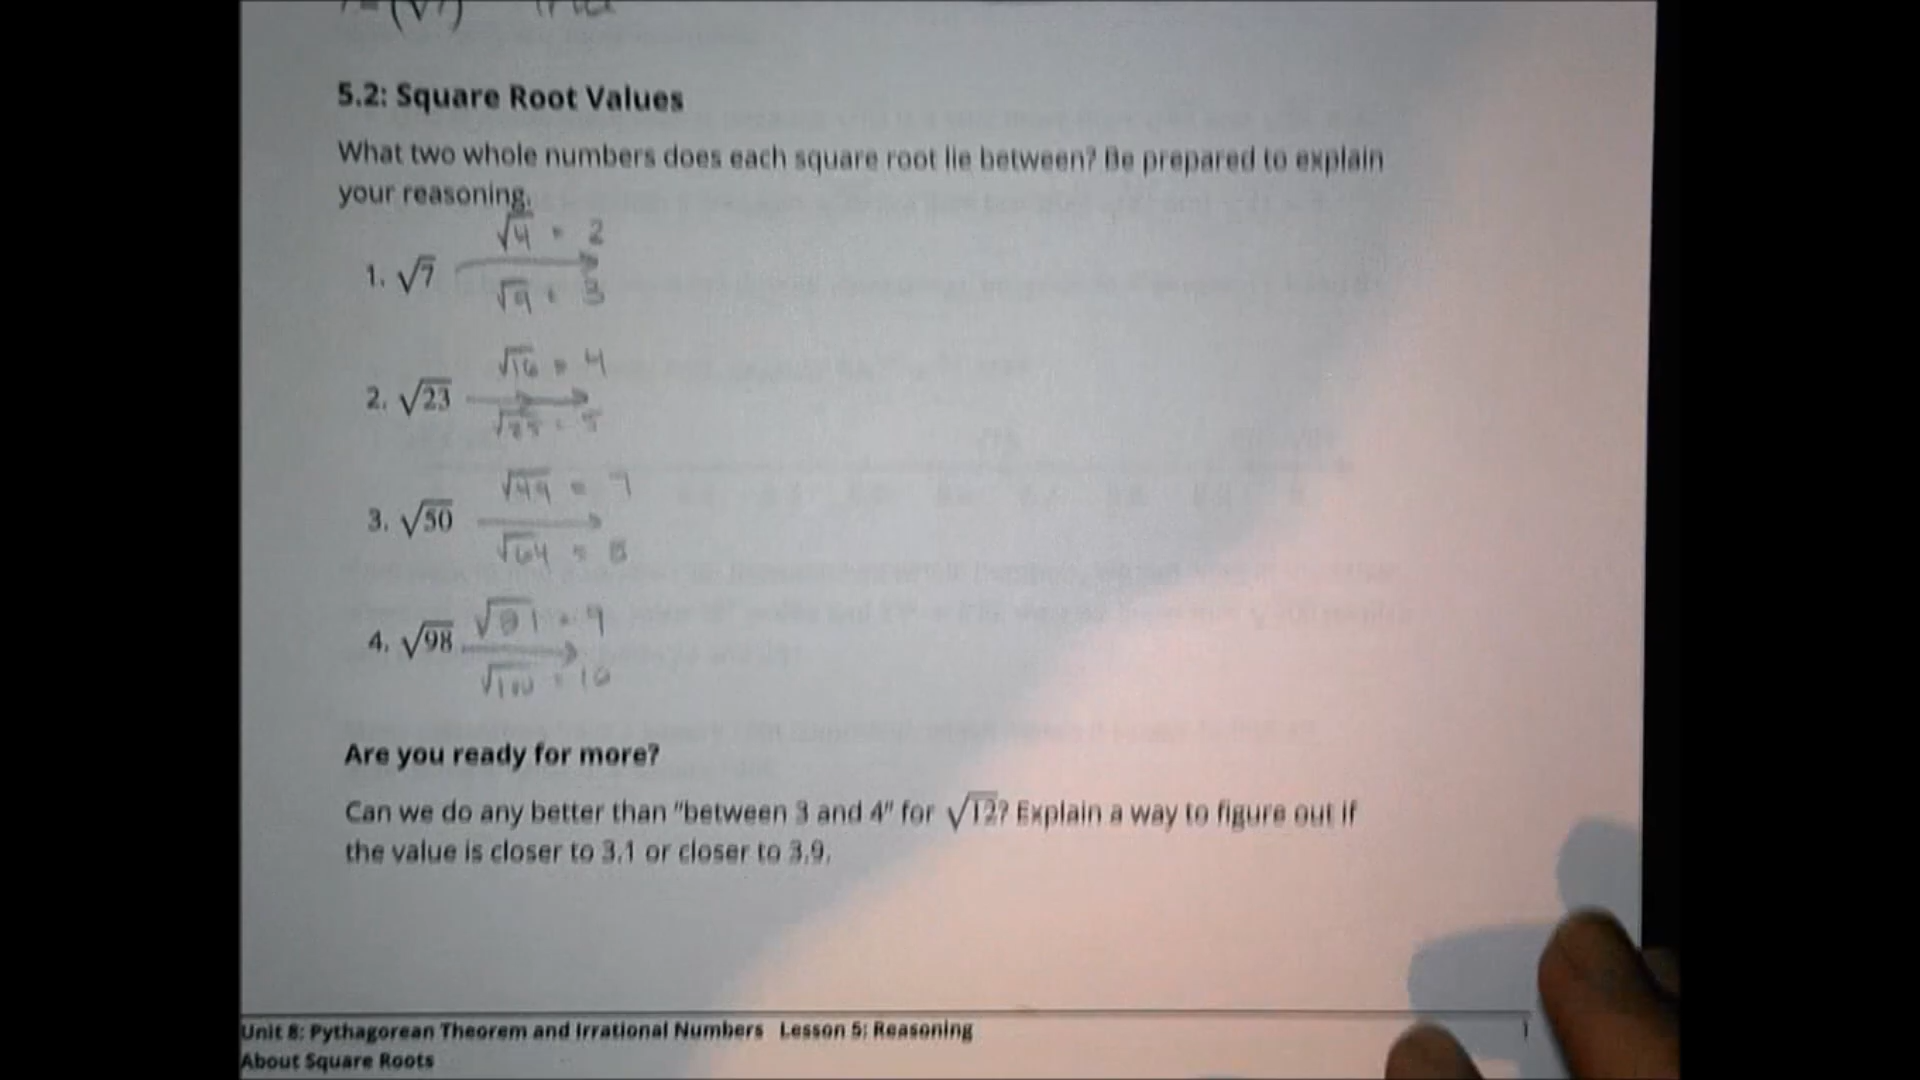 5.2: Square Root Values
What two whole numbers does each square root lie between? Be prepared to explain
your reasoning.
√4 = 2
1. √7
√9 = 3
√16 = 4
2. √23
√25 = 5
√49 = 7
3. √50
√64 = 8
√81 = 9
4. √98
√100 = 10
Are you ready for more?
Can we do any better than "between 3 and 4" for √12? Explain a way to figure out if
the value is closer to 3.1 or closer to 3.9.
Unit 8: Pythagorean Theorem and Irrational Numbers Lesson 5: Reasoning
About Square Roots
1